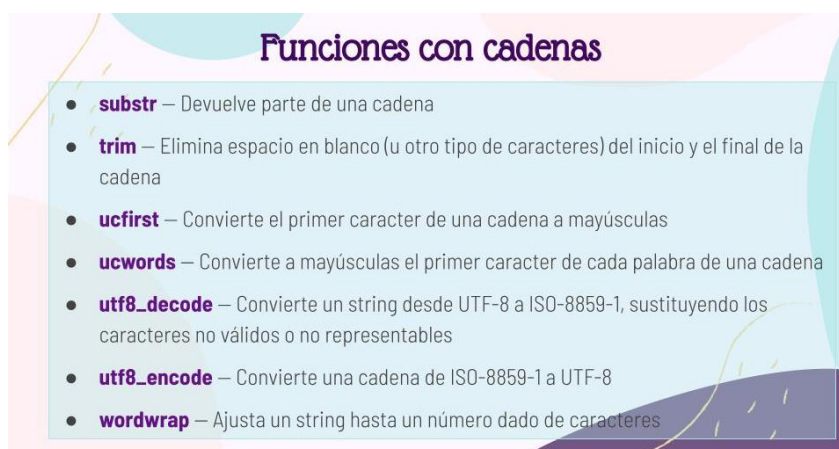 Funciones con cadenas
● substr – Devuelve parte de una cadena
● trim – Elimina espacio en blanco (u otro tipo de caracteres) del inicio y el final de la
cadena
● ucfirst – Convierte el primer caracter de una cadena a mayúsculas
● ucwords – Convierte a mayúsculas el primer caracter de cada palabra de una cadena
● utf8_decode – Convierte un string desde UTF-8 a ISO-8859-1, sustituyendo los
caracteres no válidos o no representables
● utf8_encode – Convierte una cadena de ISO-8859-1 a UTF-8
● wordwrap – Ajusta un string hasta un número dado de caracteres